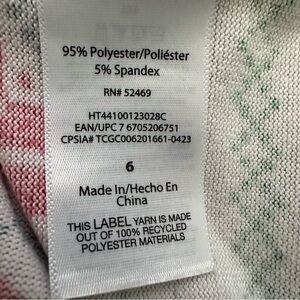 95% Polyester/Poliéster
5% Spandex
RN# 52469
HT44100123028C
EAN/UPC 7 6705206751
CPSIA# TCGC006201661-0423
6
Made In/Hecho En
China
THIS LABEL YARN IS MADE
OUT OF 100% RECYCLED
POLYESTER MATERIALS